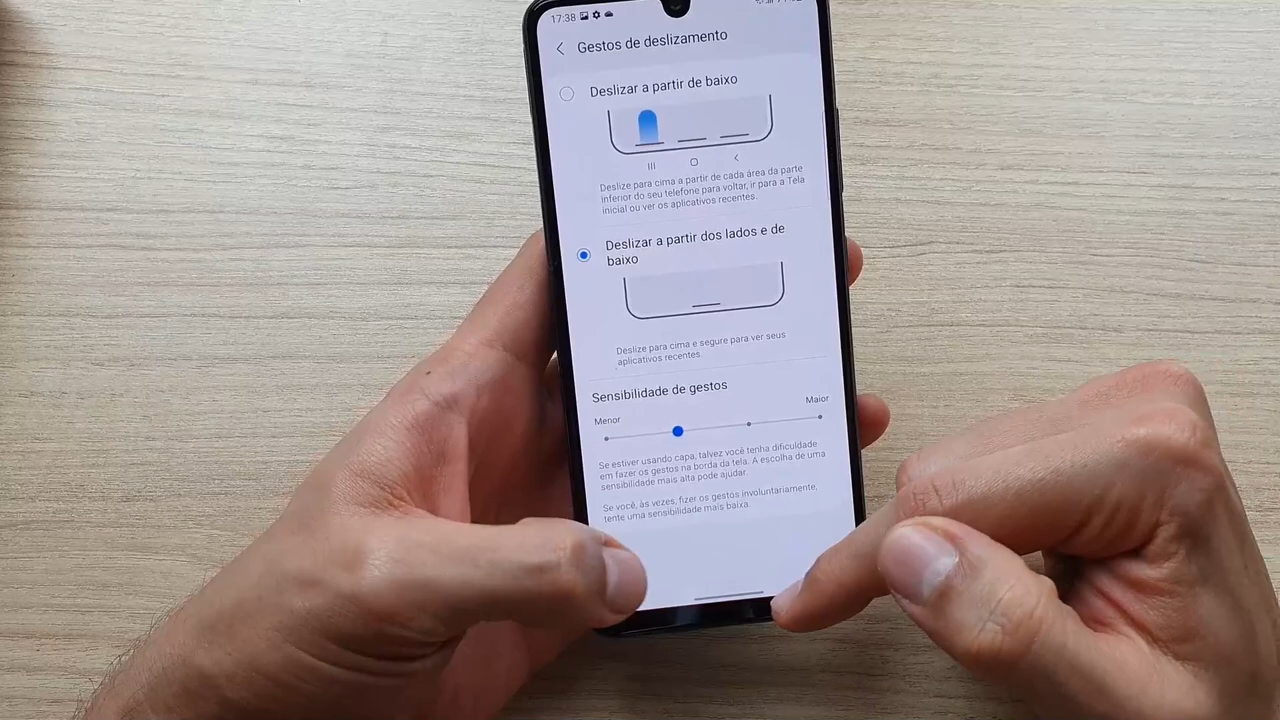 17:38
Gestos de deslizamento
Deslizar a partir de baixo
Deslize para cima a partir de cada área da parte
inferior do seu telefone para voltar, ir para a Tela
inicial ou ver os aplicativos recentes.
Deslizar a partir dos lados e de
baixo
Deslize para cima e segure para ver seus
aplicativos recentes.
Sensibilidade de gestos
Menor
Maior
Se estiver usando capa, talvez você tenha dificuldade
em fazer os gestos na borda da tela. A escolha de uma
sensibilidade mais alta pode ajudar.
Se você, às vezes, fizer os gestos involuntariamente,
tente uma sensibilidade mais baixa.